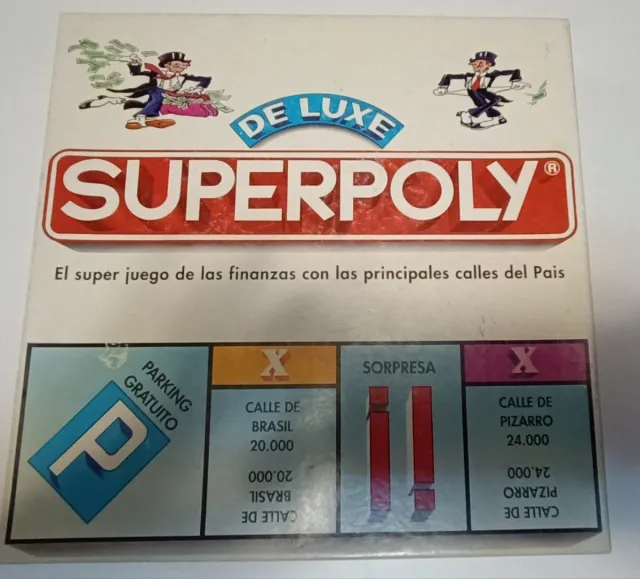 DE LUXE
SUPERPOLY®
El super juego de las finanzas con las principales calles del Pais
PARKING
GRATUITO
P
X
CALLE DE
BRASIL
20.000
CALLE DE
BRASIL
20.000
SORPRESA
¡!
X
CALLE DE
PIZARRO
24.000
CALLE DE
PIZARRO
24.000